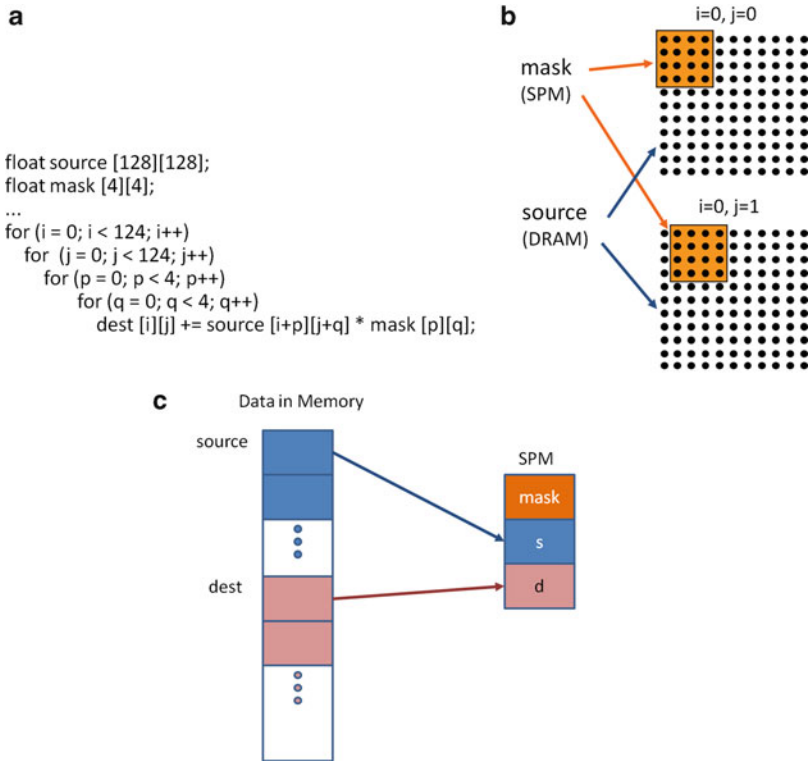 a
float source [128][128];
float mask [4][4];
...
for (i = 0; i < 124; i++)
for (j = 0; j < 124; j++)
for (p = 0; p < 4; p++)
for (q = 0; q < 4; q++)
dest [i][j] += source [i+p][j+q] * mask [p][q];
b
i=0, j=0
mask
(SPM)
source
(DRAM)
i=0, j=1
c
Data in Memory
source
dest
SPM
mask
s
d